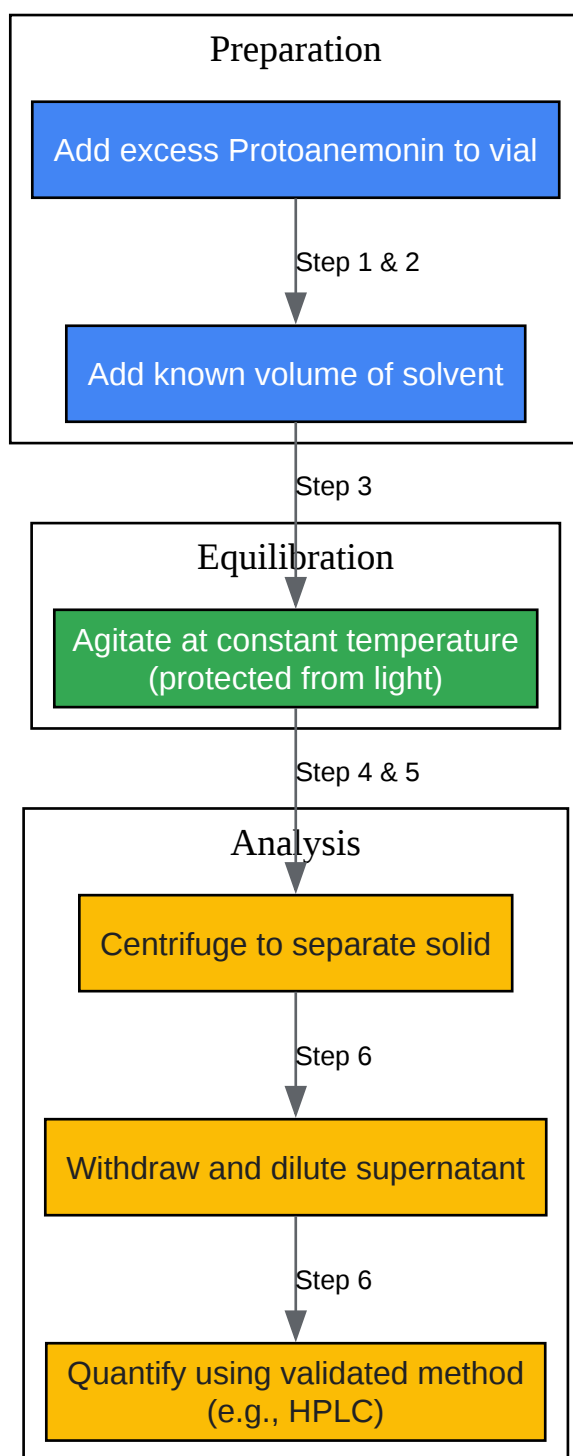 Preparation
Add excess Protoanemonin to vial
Step 1 & 2
Add known volume of solvent
Step 3
Equilibration
Agitate at constant temperature
(protected from light)
Step 4 & 5
Analysis
Centrifuge to separate solid
Step 6
Withdraw and dilute supernatant
Step 6
Quantify using validated method
(e.g., HPLC)